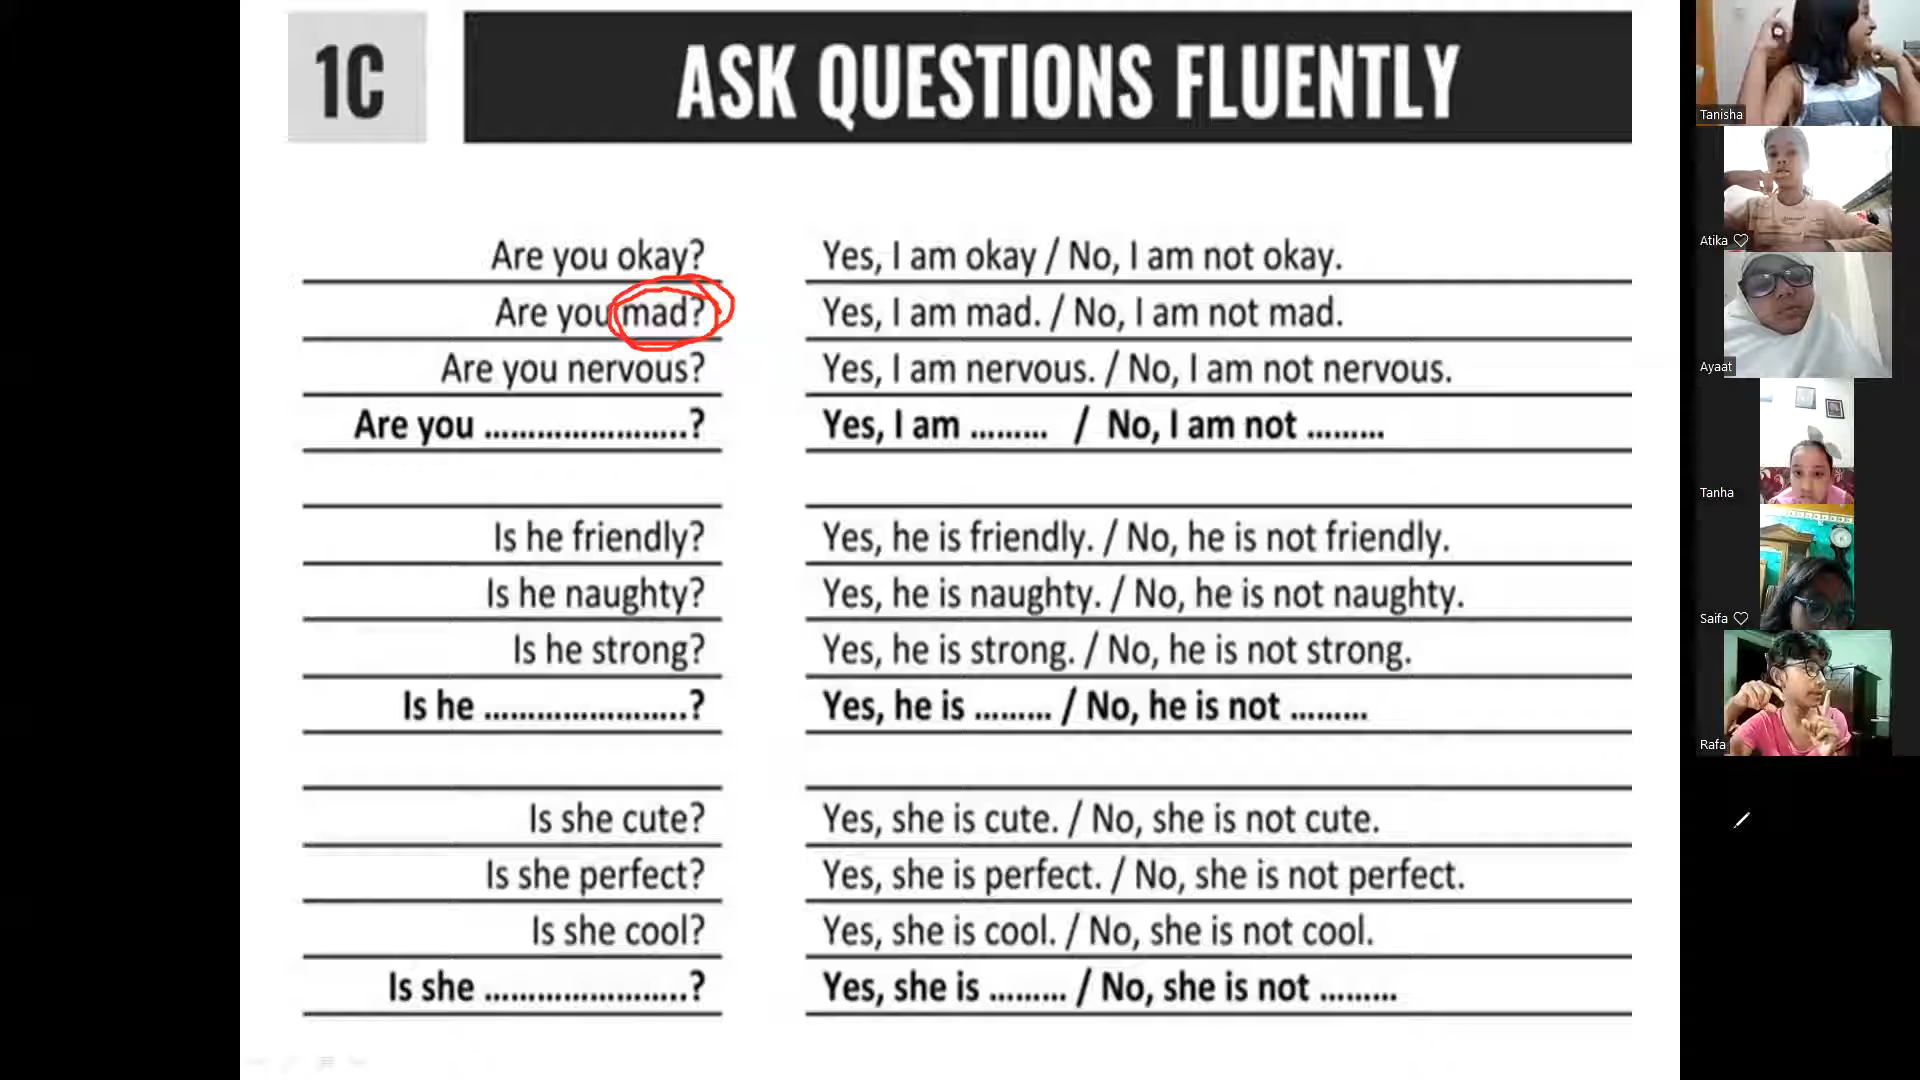 1C
ASK QUESTIONS FLUENTLY
Are you okay? Yes, I am okay / No, I am not okay.
Are you mad? Yes, I am mad. / No, I am not mad.
Are you nervous? Yes, I am nervous. / No, I am not nervous.
Are you .......................? Yes, I am ......... / No, I am not .........
Is he friendly? Yes, he is friendly. / No, he is not friendly.
Is he naughty? Yes, he is naughty. / No, he is not naughty.
Is he strong? Yes, he is strong. / No, he is not strong.
Is he .......................? Yes, he is ......... / No, he is not .........
Is she cute? Yes, she is cute. / No, she is not cute.
Is she perfect? Yes, she is perfect. / No, she is not perfect.
Is she cool? Yes, she is cool. / No, she is not cool.
Is she .......................? Yes, she is ......... / No, she is not .........
Tanisha
Atika ♡
Ayaat
Tanha
Saifa ♡
Rafa